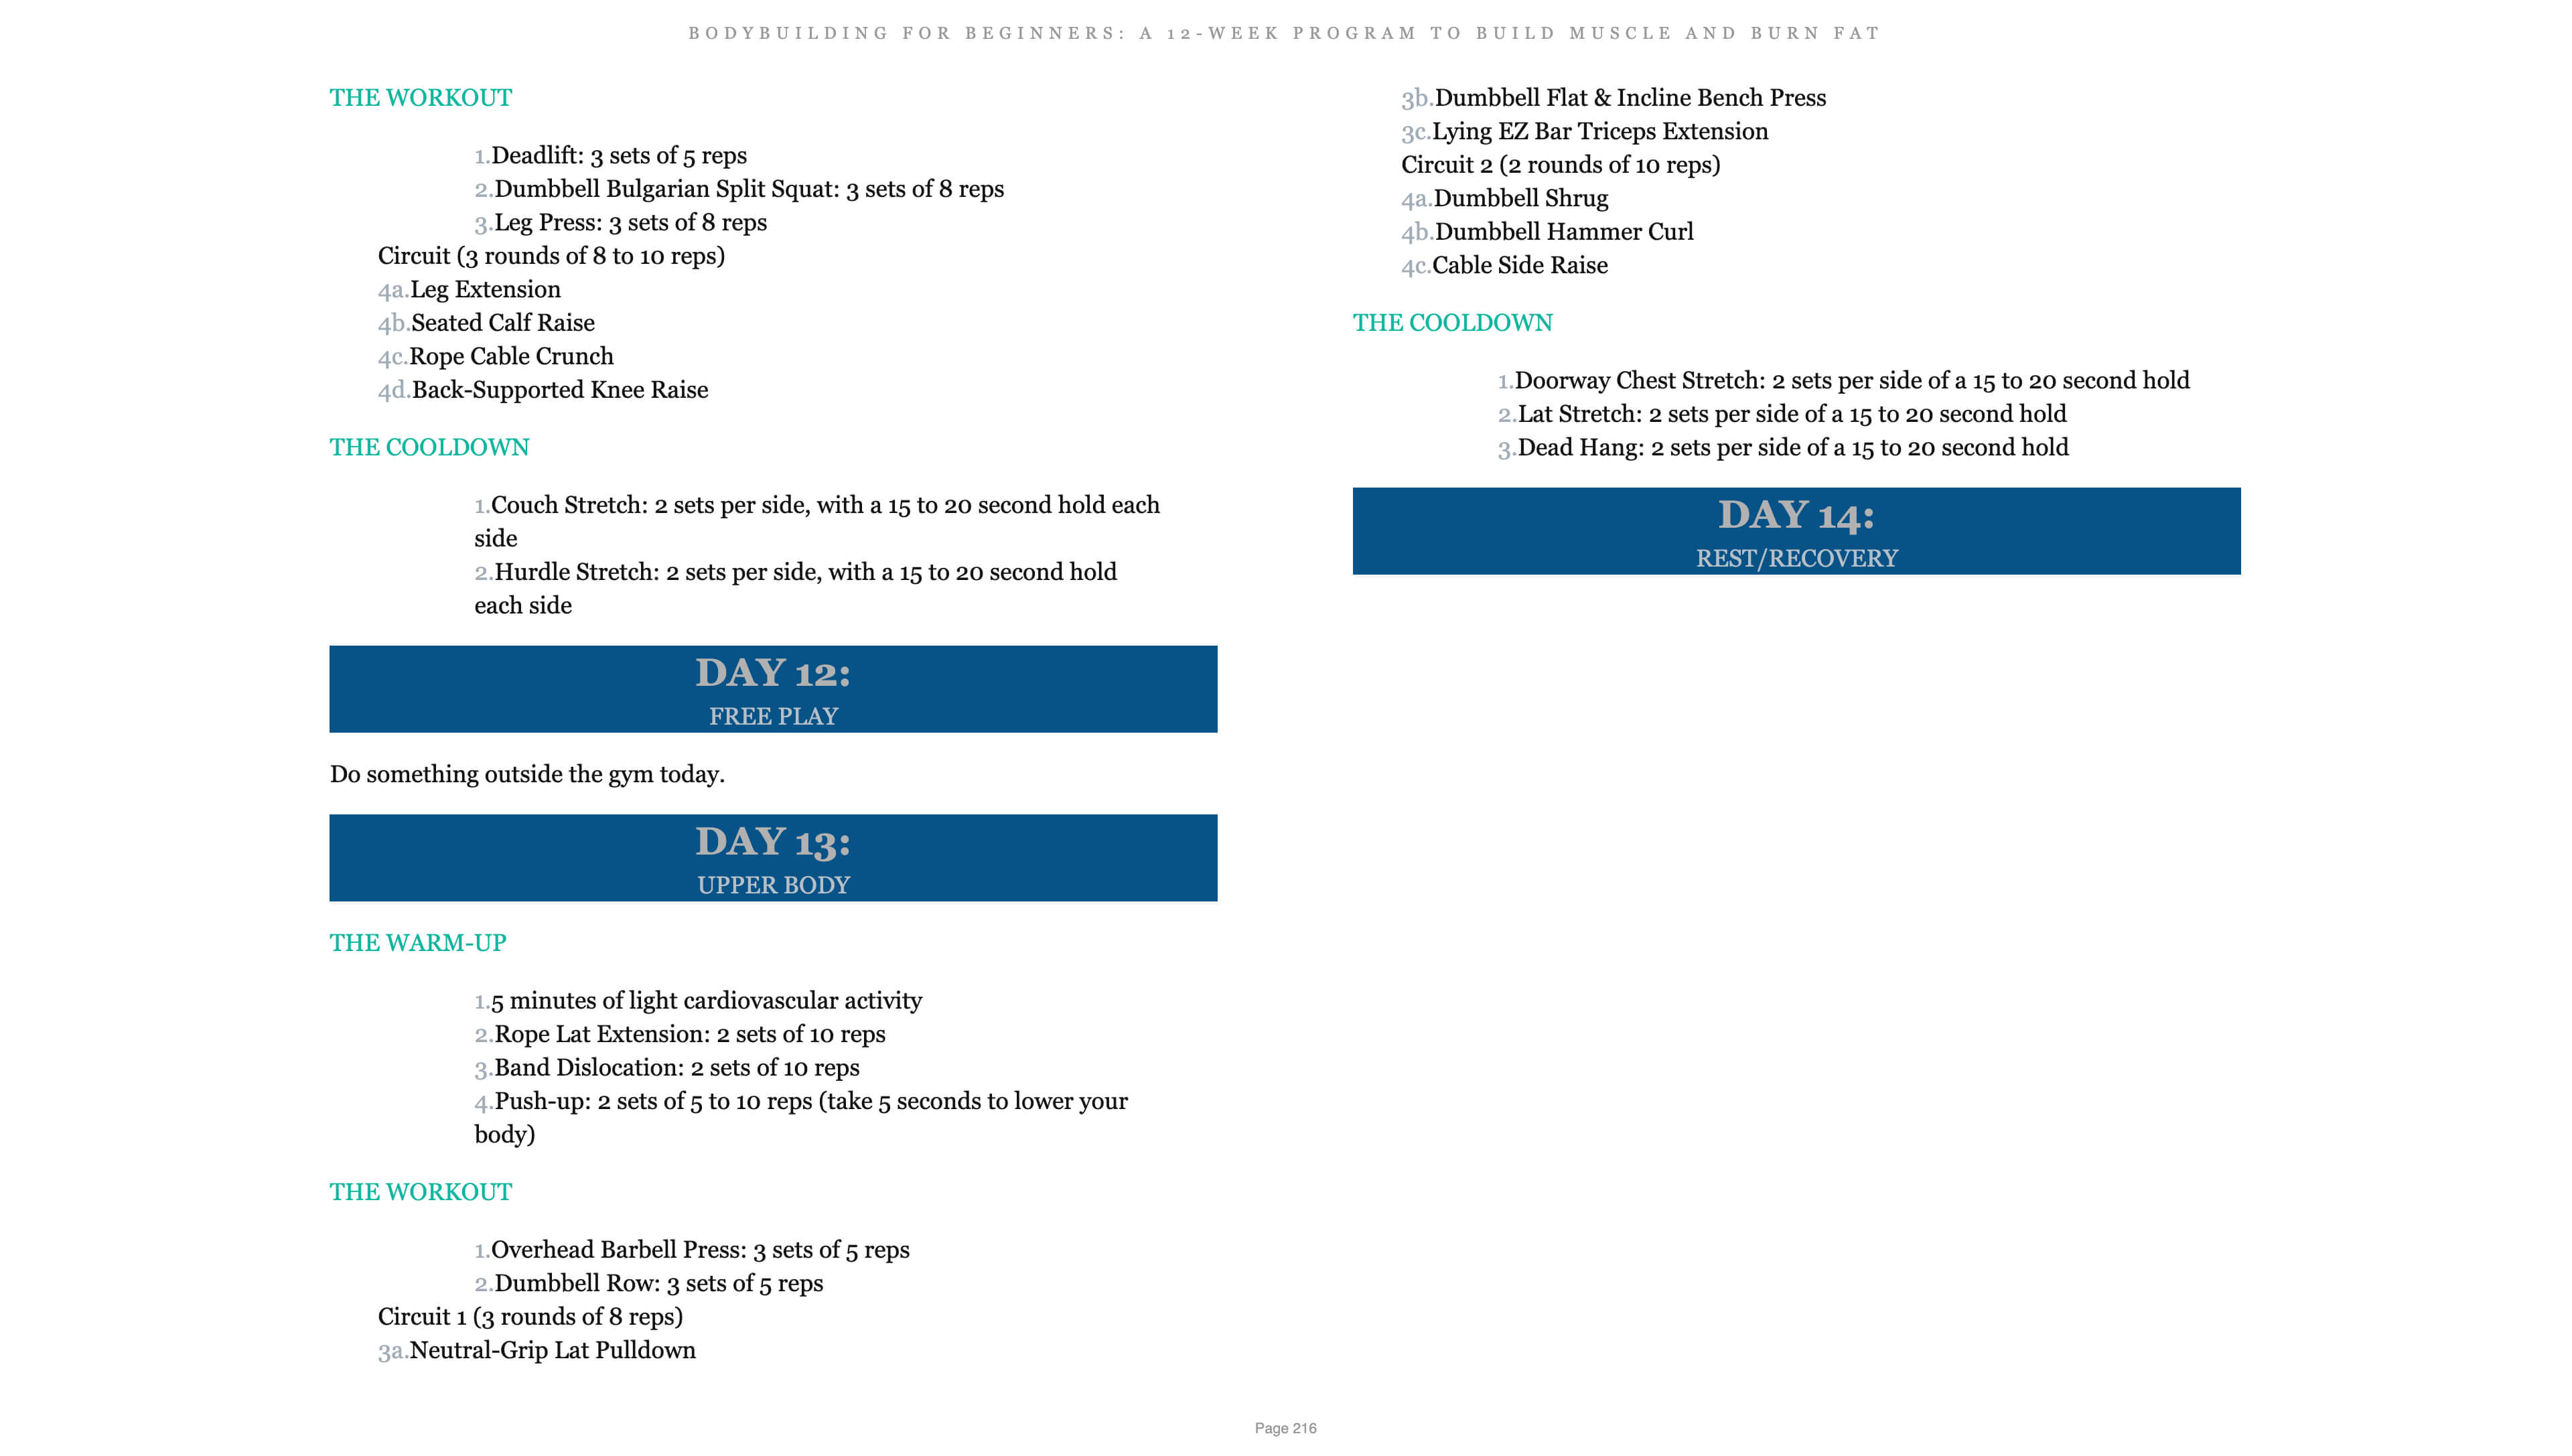 BODYBUILDING FOR BEGINNERS: A 12-WEEK PROGRAM TO BUILD MUSCLE AND BURN FAT
THE WORKOUT
1.Deadlift: 3 sets of 5 reps
2.Dumbbell Bulgarian Split Squat: 3 sets of 8 reps
3.Leg Press: 3 sets of 8 reps
Circuit (3 rounds of 8 to 10 reps)
4a.Leg Extension
4b.Seated Calf Raise
4c.Rope Cable Crunch
4d.Back-Supported Knee Raise
THE COOLDOWN
1.Couch Stretch: 2 sets per side, with a 15 to 20 second hold each
side
2.Hurdle Stretch: 2 sets per side, with a 15 to 20 second hold
each side
DAY 12:
FREE PLAY
Do something outside the gym today.
DAY 13:
UPPER BODY
THE WARM-UP
1.5 minutes of light cardiovascular activity
2.Rope Lat Extension: 2 sets of 10 reps
3.Band Dislocation: 2 sets of 10 reps
4.Push-up: 2 sets of 5 to 10 reps (take 5 seconds to lower your
body)
THE WORKOUT
1.Overhead Barbell Press: 3 sets of 5 reps
2.Dumbbell Row: 3 sets of 5 reps
Circuit 1 (3 rounds of 8 reps)
3a.Neutral-Grip Lat Pulldown
3b.Dumbbell Flat & Incline Bench Press
3c.Lying EZ Bar Triceps Extension
Circuit 2 (2 rounds of 10 reps)
4a.Dumbbell Shrug
4b.Dumbbell Hammer Curl
4c.Cable Side Raise
THE COOLDOWN
1.Doorway Chest Stretch: 2 sets per side of a 15 to 20 second hold
2.Lat Stretch: 2 sets per side of a 15 to 20 second hold
3.Dead Hang: 2 sets per side of a 15 to 20 second hold
DAY 14:
REST/RECOVERY
Page 216